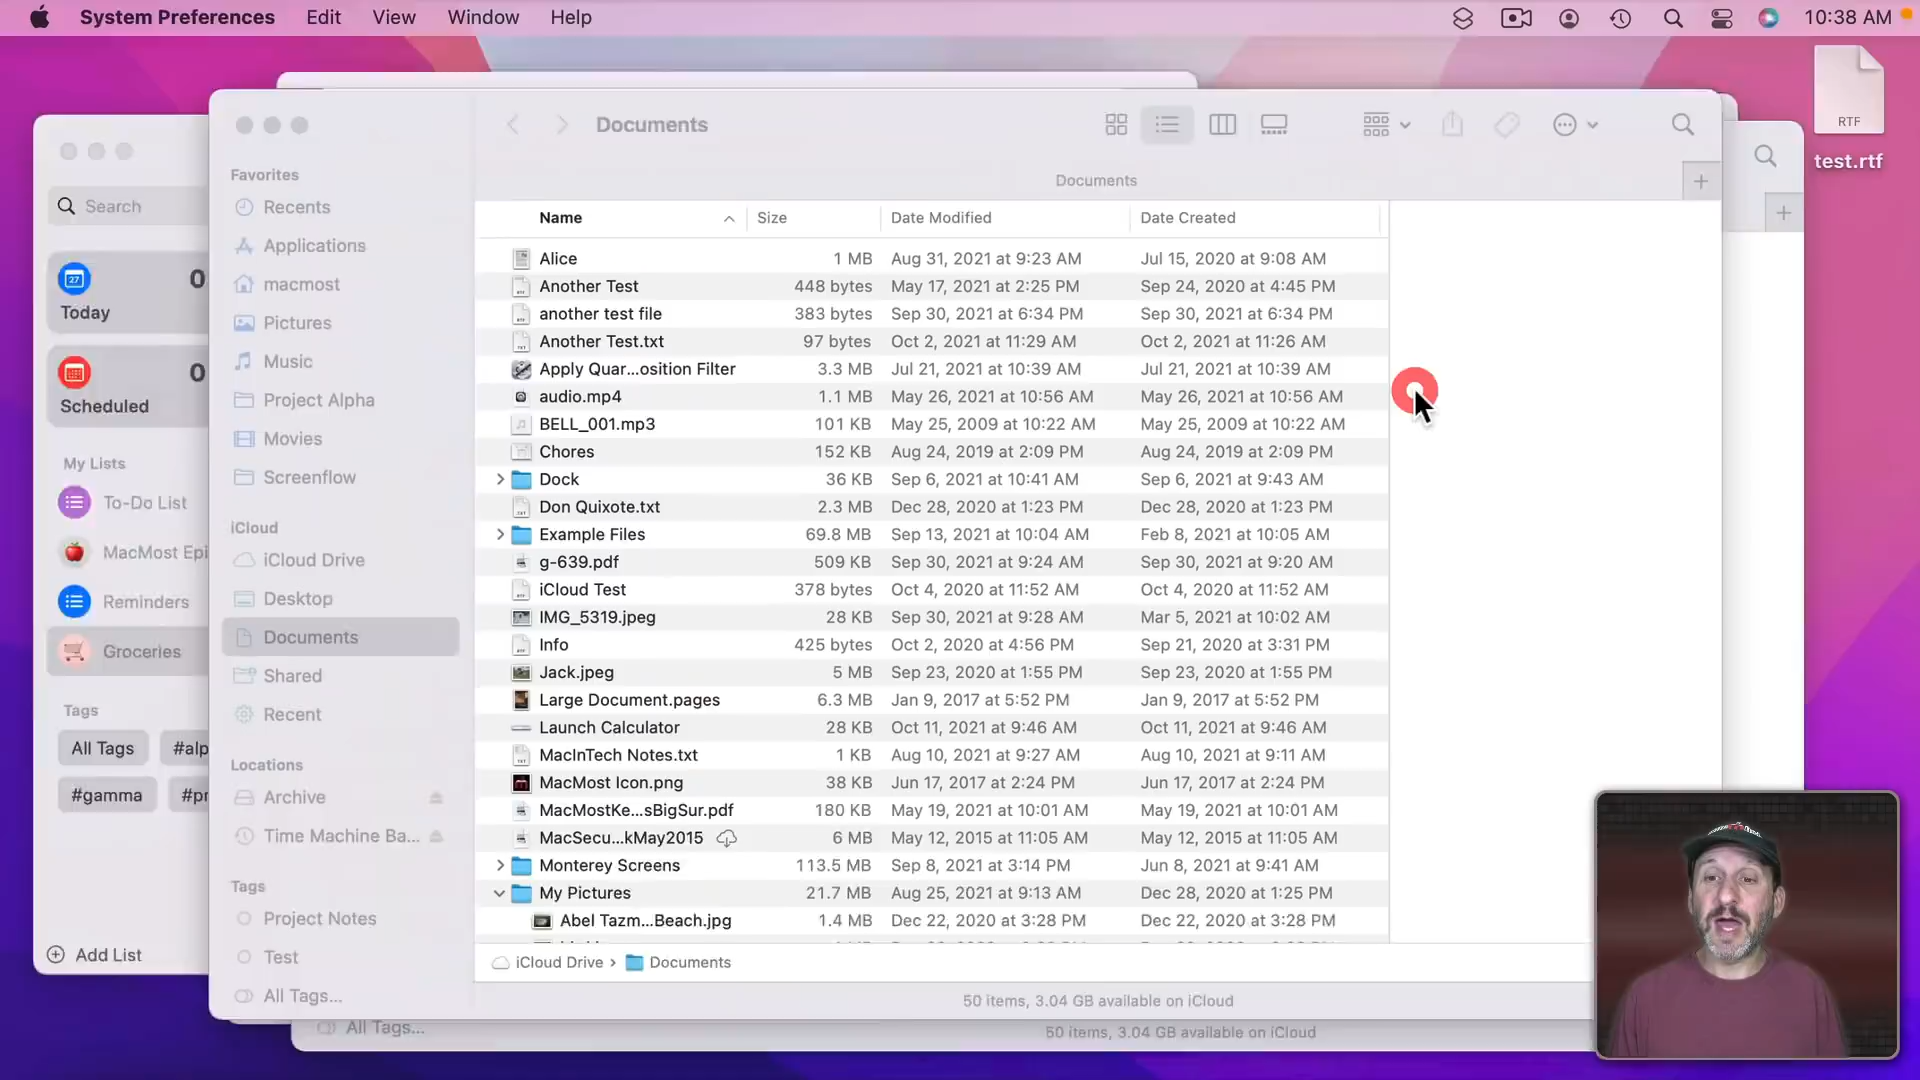 System Preferences Edit View Window Help 10:38 AM
RTF
test.rtf
Search
27
0
Today
0
Scheduled
My Lists
To-Do List
MacMost Epi
Reminders
Groceries
Tags
All Tags #alp
#gamma #pr
Add List
Favorites
Recents
Applications
macmost
Pictures
Music
Project Alpha
Movies
Screenflow
iCloud
iCloud Drive
Desktop
Documents
Shared
Recent
Locations
Archive
Time Machine Ba...
Tags
Project Notes
Test
All Tags...
Documents
Documents
Name Size Date Modified Date Created
Alice 1 MB Aug 31, 2021 at 9:23 AM Jul 15, 2020 at 9:08 AM
Another Test 448 bytes May 17, 2021 at 2:25 PM Sep 24, 2020 at 4:45 PM
another test file 383 bytes Sep 30, 2021 at 6:34 PM Sep 30, 2021 at 6:34 PM
Another Test.txt 97 bytes Oct 2, 2021 at 11:29 AM Oct 2, 2021 at 11:26 AM
Apply Quar...osition Filter 3.3 MB Jul 21, 2021 at 10:39 AM Jul 21, 2021 at 10:39 AM
audio.mp4 1.1 MB May 26, 2021 at 10:56 AM May 26, 2021 at 10:56 AM
BELL_001.mp3 101 KB May 25, 2009 at 10:22 AM May 25, 2009 at 10:22 AM
Chores 152 KB Aug 24, 2019 at 2:09 PM Aug 24, 2019 at 2:09 PM
Dock 36 KB Sep 6, 2021 at 10:41 AM Sep 6, 2021 at 9:43 AM
Don Quixote.txt 2.3 MB Dec 28, 2020 at 1:23 PM Dec 28, 2020 at 1:23 PM
Example Files 69.8 MB Sep 13, 2021 at 10:04 AM Feb 8, 2021 at 10:05 AM
g-639.pdf 509 KB Sep 30, 2021 at 9:24 AM Sep 30, 2021 at 9:20 AM
iCloud Test 378 bytes Oct 4, 2020 at 11:52 AM Oct 4, 2020 at 11:52 AM
IMG_5319.jpeg 28 KB Sep 30, 2021 at 9:28 AM Mar 5, 2021 at 10:02 AM
Info 425 bytes Oct 2, 2020 at 4:56 PM Sep 21, 2020 at 3:31 PM
Jack.jpeg 5 MB Sep 23, 2020 at 1:55 PM Sep 23, 2020 at 1:55 PM
Large Document.pages 6.3 MB Jan 9, 2017 at 5:52 PM Jan 9, 2017 at 5:52 PM
Launch Calculator 28 KB Oct 11, 2021 at 9:46 AM Oct 11, 2021 at 9:46 AM
MacInTech Notes.txt 1 KB Aug 10, 2021 at 9:27 AM Aug 10, 2021 at 9:11 AM
MacMost Icon.png 38 KB Jun 17, 2017 at 2:24 PM Jun 17, 2017 at 2:24 PM
MacMostKe...sBigSur.pdf 180 KB May 19, 2021 at 10:01 AM May 19, 2021 at 10:01 AM
MacSecu...kMay2015 6 MB May 12, 2015 at 11:05 AM May 12, 2015 at 11:05 AM
Monterey Screens 113.5 MB Sep 8, 2021 at 3:14 PM Jun 8, 2021 at 9:41 AM
My Pictures 21.7 MB Aug 25, 2021 at 9:13 AM Dec 28, 2020 at 1:25 PM
Abel Tazm...Beach.jpg 1.4 MB Dec 22, 2020 at 3:28 PM Dec 22, 2020 at 3:28 PM
iCloud Drive › Documents
50 items, 3.04 GB available on iCloud
All Tags... 50 items, 3.04 GB available on iCloud